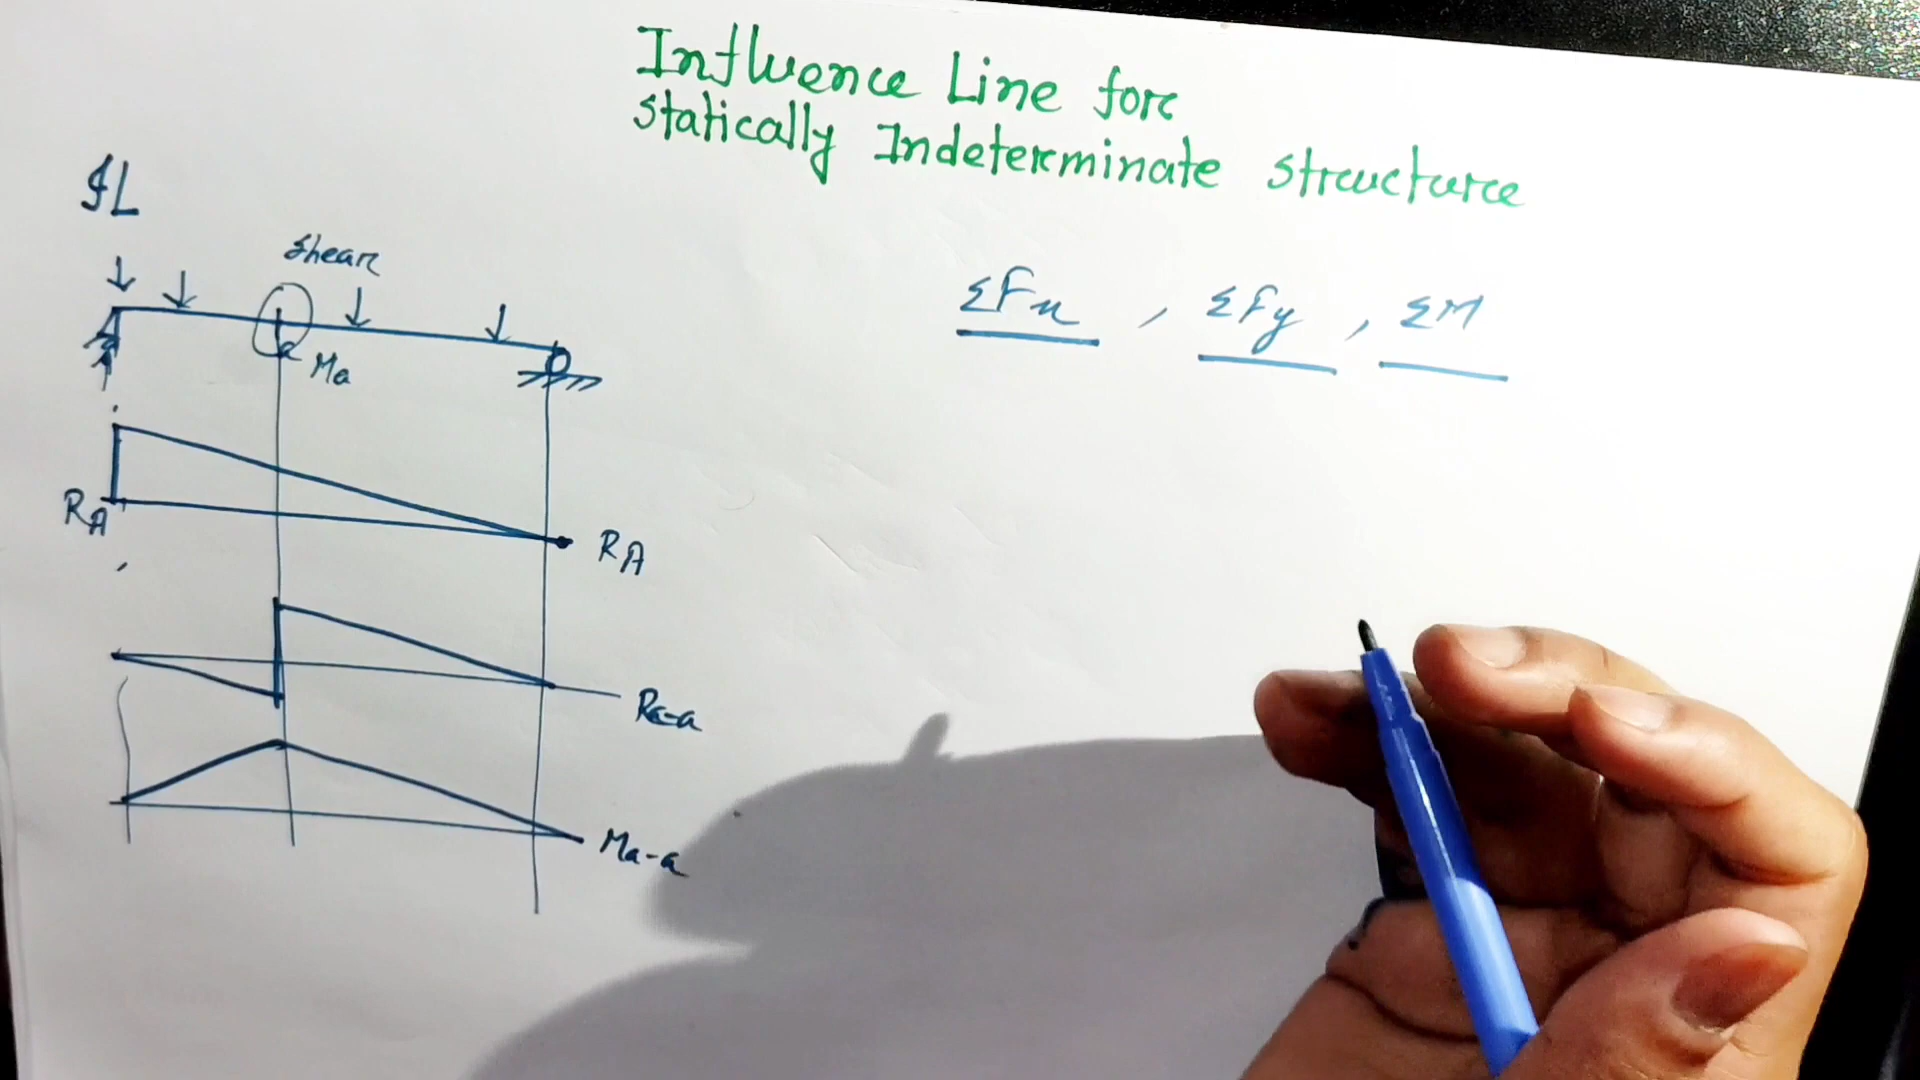 Influence Line for
Statically Indeterminate Structure
IL
Shear
ΣFx , ΣFy , ΣM
Ma
RA
RA
Ra-a
Ma-a